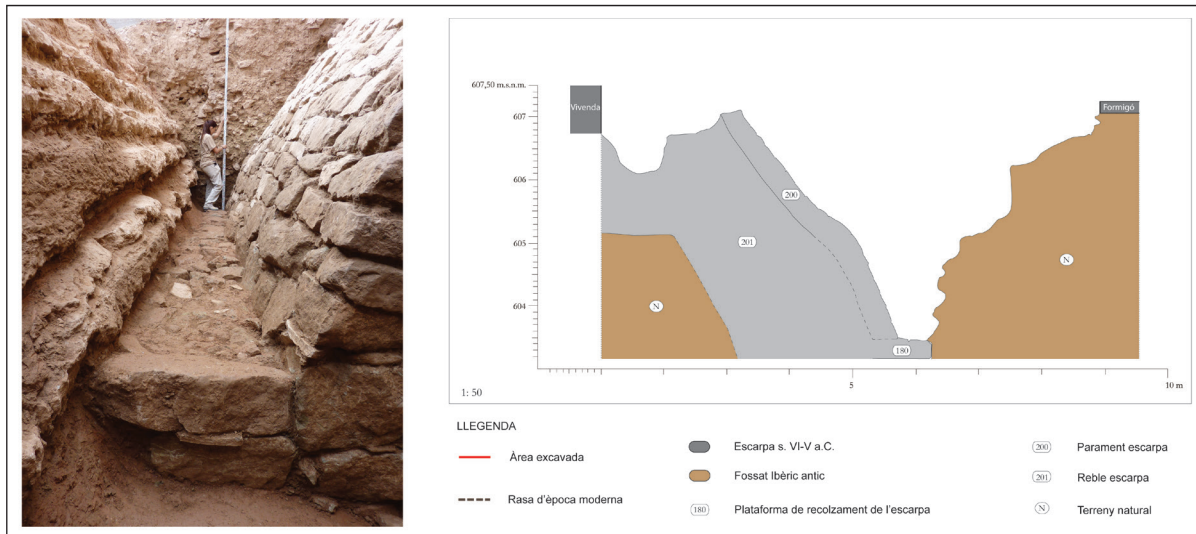 607,50 m.s.n.m.
Vivenda
Formigó
607
606
605
604
200
201
N
N
180
1: 50
5
10 m
LLEGENDA
Àrea excavada
Rasa d'època moderna
Escarpa s. VI-V a.C.
Fossat Ibèric antic
180 Plataforma de recolzament de l'escarpa
200 Parament escarpa
201 Reble escarpa
N Terreny natural